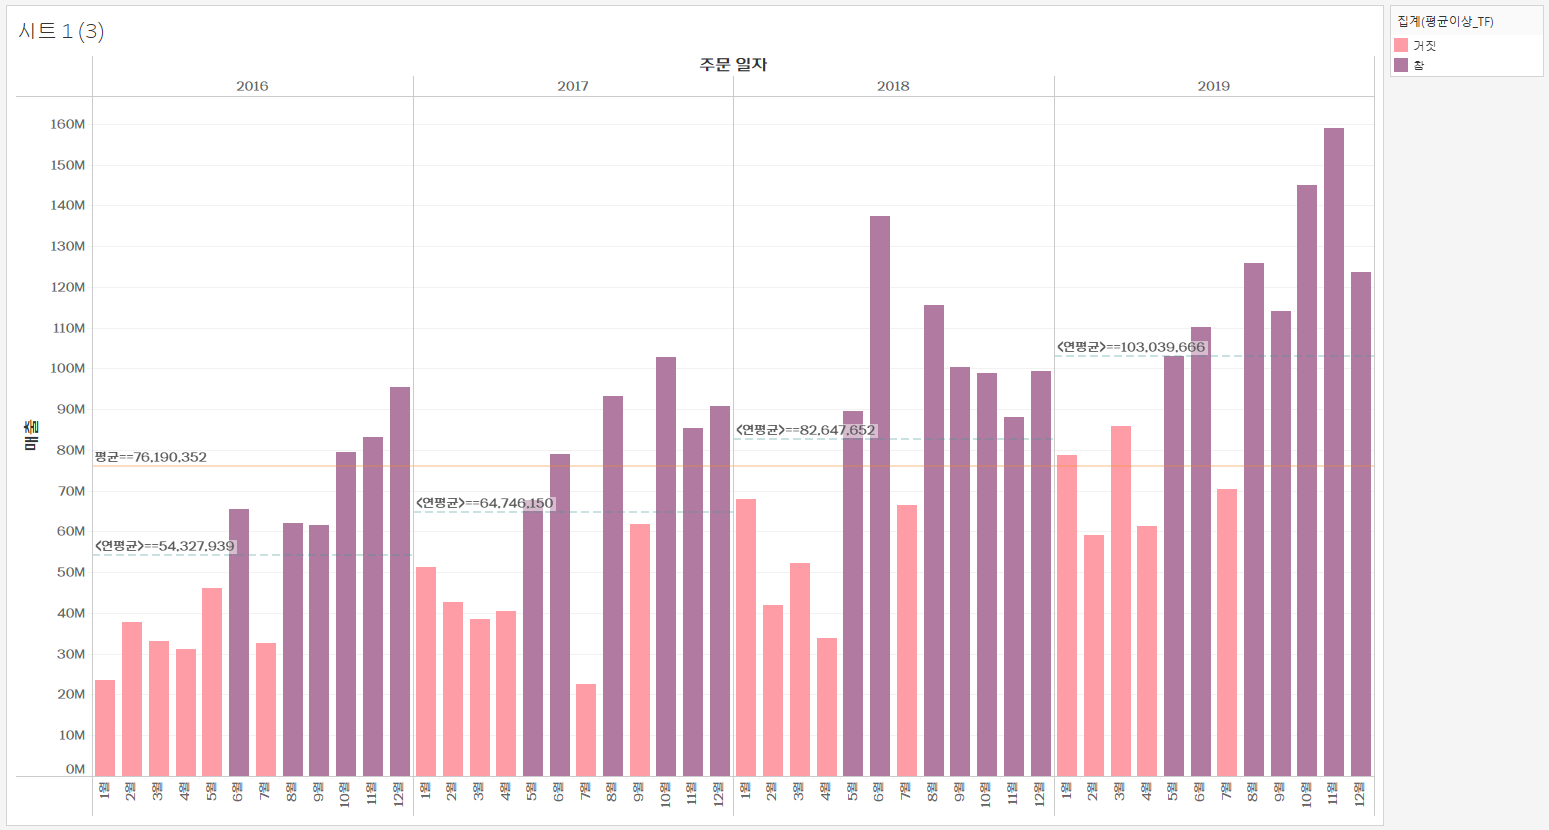 시트 1 (3)
주문 일자
2016 2017 2018 2019
매출
160M
150M
140M
130M
120M
110M
100M
90M
80M
70M
60M
50M
40M
30M
20M
10M
0M
<연평균>==103,039,666
<연평균>==82,647,652
평균==76,190,352
<연평균>==64,746,150
<연평균>==54,327,939
1월 2월 3월 4월 5월 6월 7월 8월 9월 10월 11월 12월 1월 2월 3월 4월 5월 6월 7월 8월 9월 10월 11월 12월 1월 2월 3월 4월 5월 6월 7월 8월 9월 10월 11월 12월 1월 2월 3월 4월 5월 6월 7월 8월 9월 10월 11월 12월
집계(평균이상_TF)
거짓
참